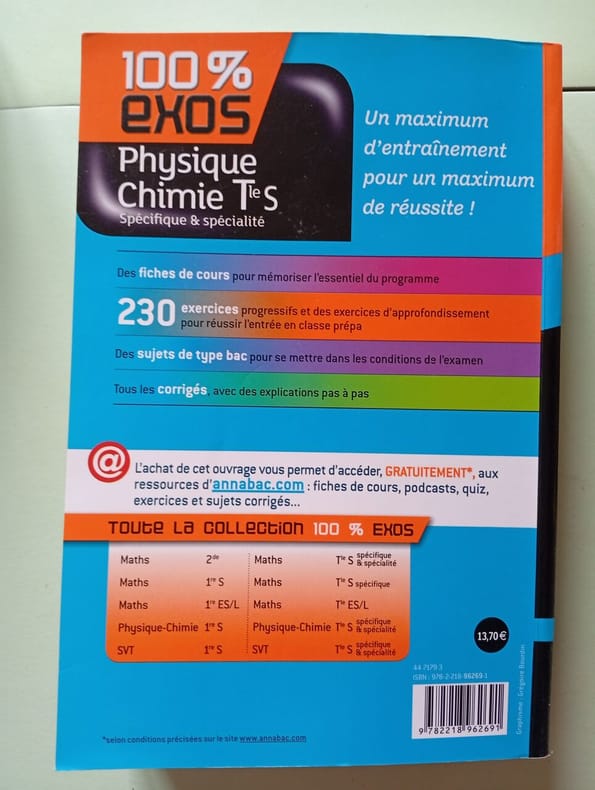 100 %
exos
Physique
Chimie Tle S
Spécifique & spécialité
Un maximum
d'entraînement
pour un maximum
de réussite !
Des fiches de cours pour mémoriser l'essentiel du programme
230 exercices progressifs et des exercices d'approfondissement
pour réussir l'entrée en classe prépa
Des sujets de type bac pour se mettre dans les conditions de l'examen
Tous les corrigés, avec des explications pas à pas
@
L'achat de cet ouvrage vous permet d'accéder, GRATUITEMENT*, aux
ressources d'annabac.com : fiches de cours, podcasts, quiz,
exercices et sujets corrigés...
TOUTE LA COLLECTION 100 % EXOS
Maths 2de
Maths 1re S
Maths 1re ES/L
Physique-Chimie 1re S
SVT 1re S
Maths Tle S spécifique & spécialité
Maths Tle S spécifique
Maths Tle ES/L
Physique-Chimie Tle S spécifique & spécialité
SVT Tle S spécifique & spécialité
13,70 €
44 7179 3
ISBN : 978-2-218-96269-1
9 782218 962691
Graphisme : Grégoire Bourdin
*selon conditions précisées sur le site www.annabac.com